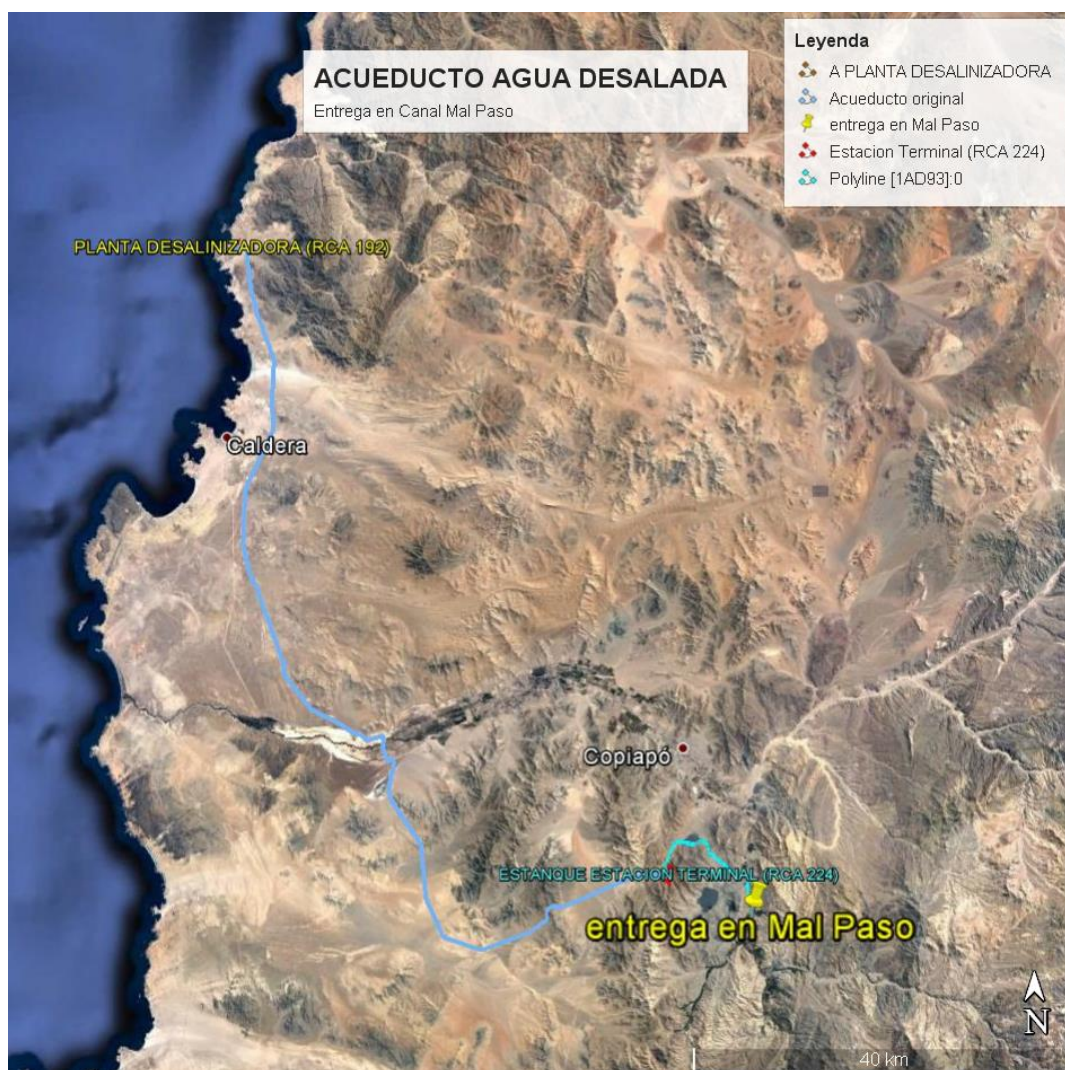 ACUEDUCTO AGUA DESALADA
Entrega en Canal Mal Paso
Leyenda
A PLANTA DESALINIZADORA
Acueducto original
entrega en Mal Paso
Estacion Terminal (RCA 224)
Polyline [1AD93]:0
PLANTA DESALINIZADORA (RCA 192)
Caldera
Copiapó
ESTANQUE ESTACION TERMINAL (RCA 224)
entrega en Mal Paso
N
40 km